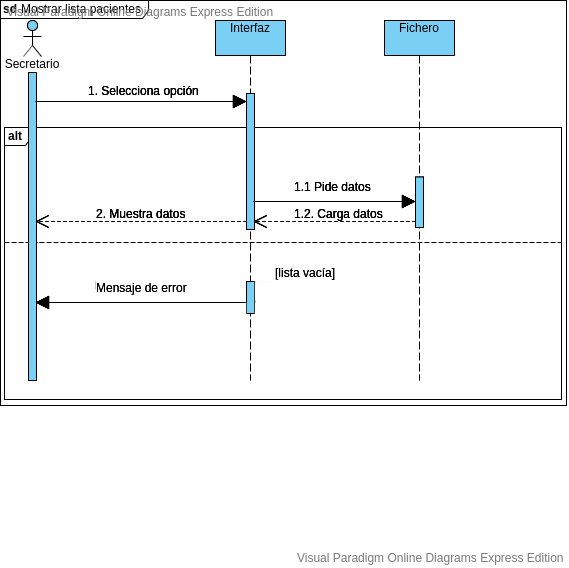 sd Mostrar lista pacientes
Visual Paradigm Online Diagrams Express Edition
Secretario
Interfaz
Fichero
1. Selecciona opción
alt
1.1 Pide datos
2. Muestra datos
1.2. Carga datos
[lista vacía]
Mensaje de error
Visual Paradigm Online Diagrams Express Edition